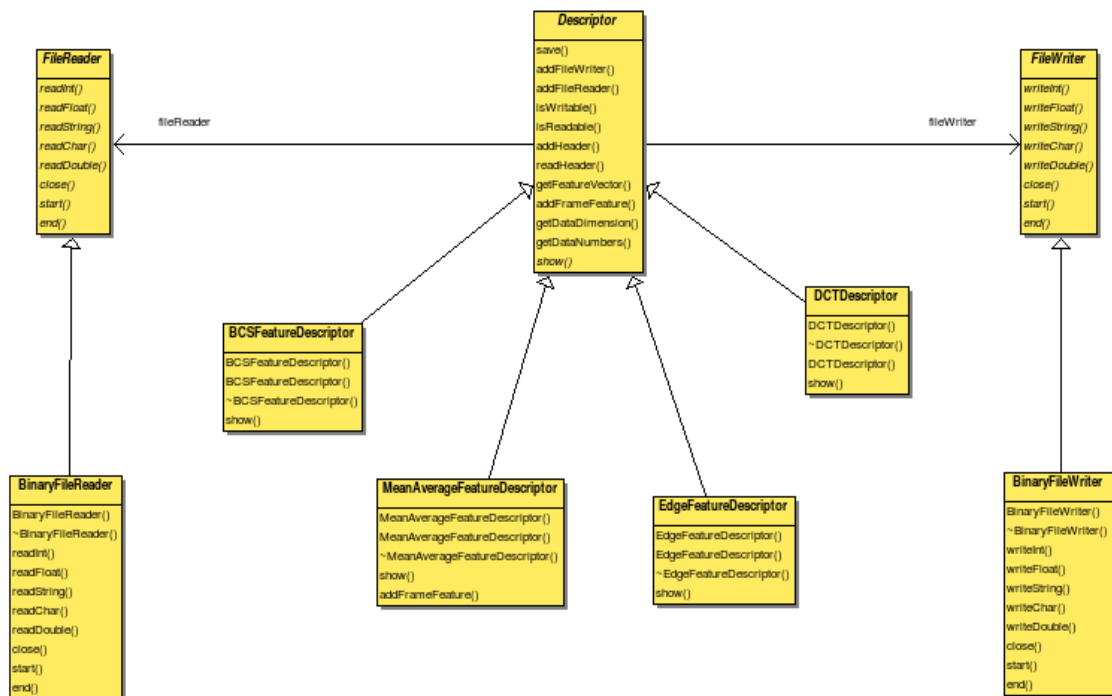 Descriptor
save()
addFileWriter()
addFileReader()
isWritable()
isReadable()
addHeader()
readHeader()
getFeatureVector()
addFrameFeature()
getDataDimension()
getDataNumbers()
show()
FileReader
readInt()
readFloat()
readString()
readChar()
readDouble()
close()
start()
end()
fileReader
fileWriter
FileWriter
writeInt()
writeFloat()
writeString()
writeChar()
writeDouble()
close()
start()
end()
BCSFeatureDescriptor
BCSFeatureDescriptor()
BCSFeatureDescriptor()
~BCSFeatureDescriptor()
show()
DCTDescriptor
DCTDescriptor()
~DCTDescriptor()
DCTDescriptor()
show()
BinaryFileReader
BinaryFileReader()
~BinaryFileReader()
readInt()
readFloat()
readString()
readChar()
readDouble()
close()
start()
end()
MeanAverageFeatureDescriptor
MeanAverageFeatureDescriptor()
MeanAverageFeatureDescriptor()
~MeanAverageFeatureDescriptor()
show()
addFrameFeature()
EdgeFeatureDescriptor
EdgeFeatureDescriptor()
EdgeFeatureDescriptor()
~EdgeFeatureDescriptor()
show()
BinaryFileWriter
BinaryFileWriter()
~BinaryFileWriter()
writeInt()
writeFloat()
writeString()
writeChar()
writeDouble()
close()
start()
end()